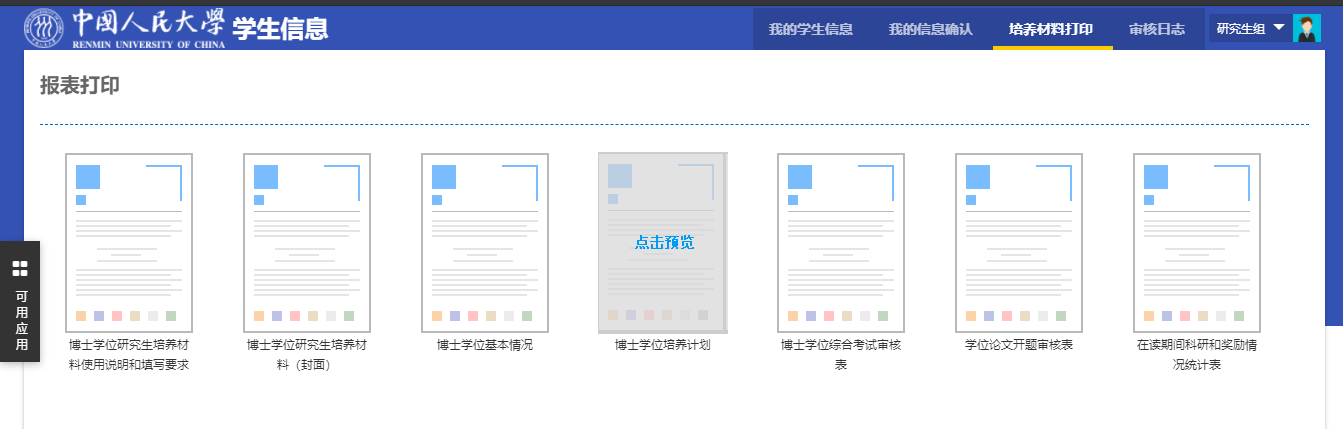 中国人民大学 学生信息
RENMIN UNIVERSITY OF CHINA
我的学生信息 我的信息确认 培养材料打印 审核日志 研究生组
报表打印
可用应用
点击预览
博士学位研究生培养材
料使用说明和填写要求
博士学位研究生培养材
料（封面）
博士学位基本情况
博士学位培养计划
博士学位综合考试审核
表
学位论文开题审核表
在读期间科研和奖励情
况统计表